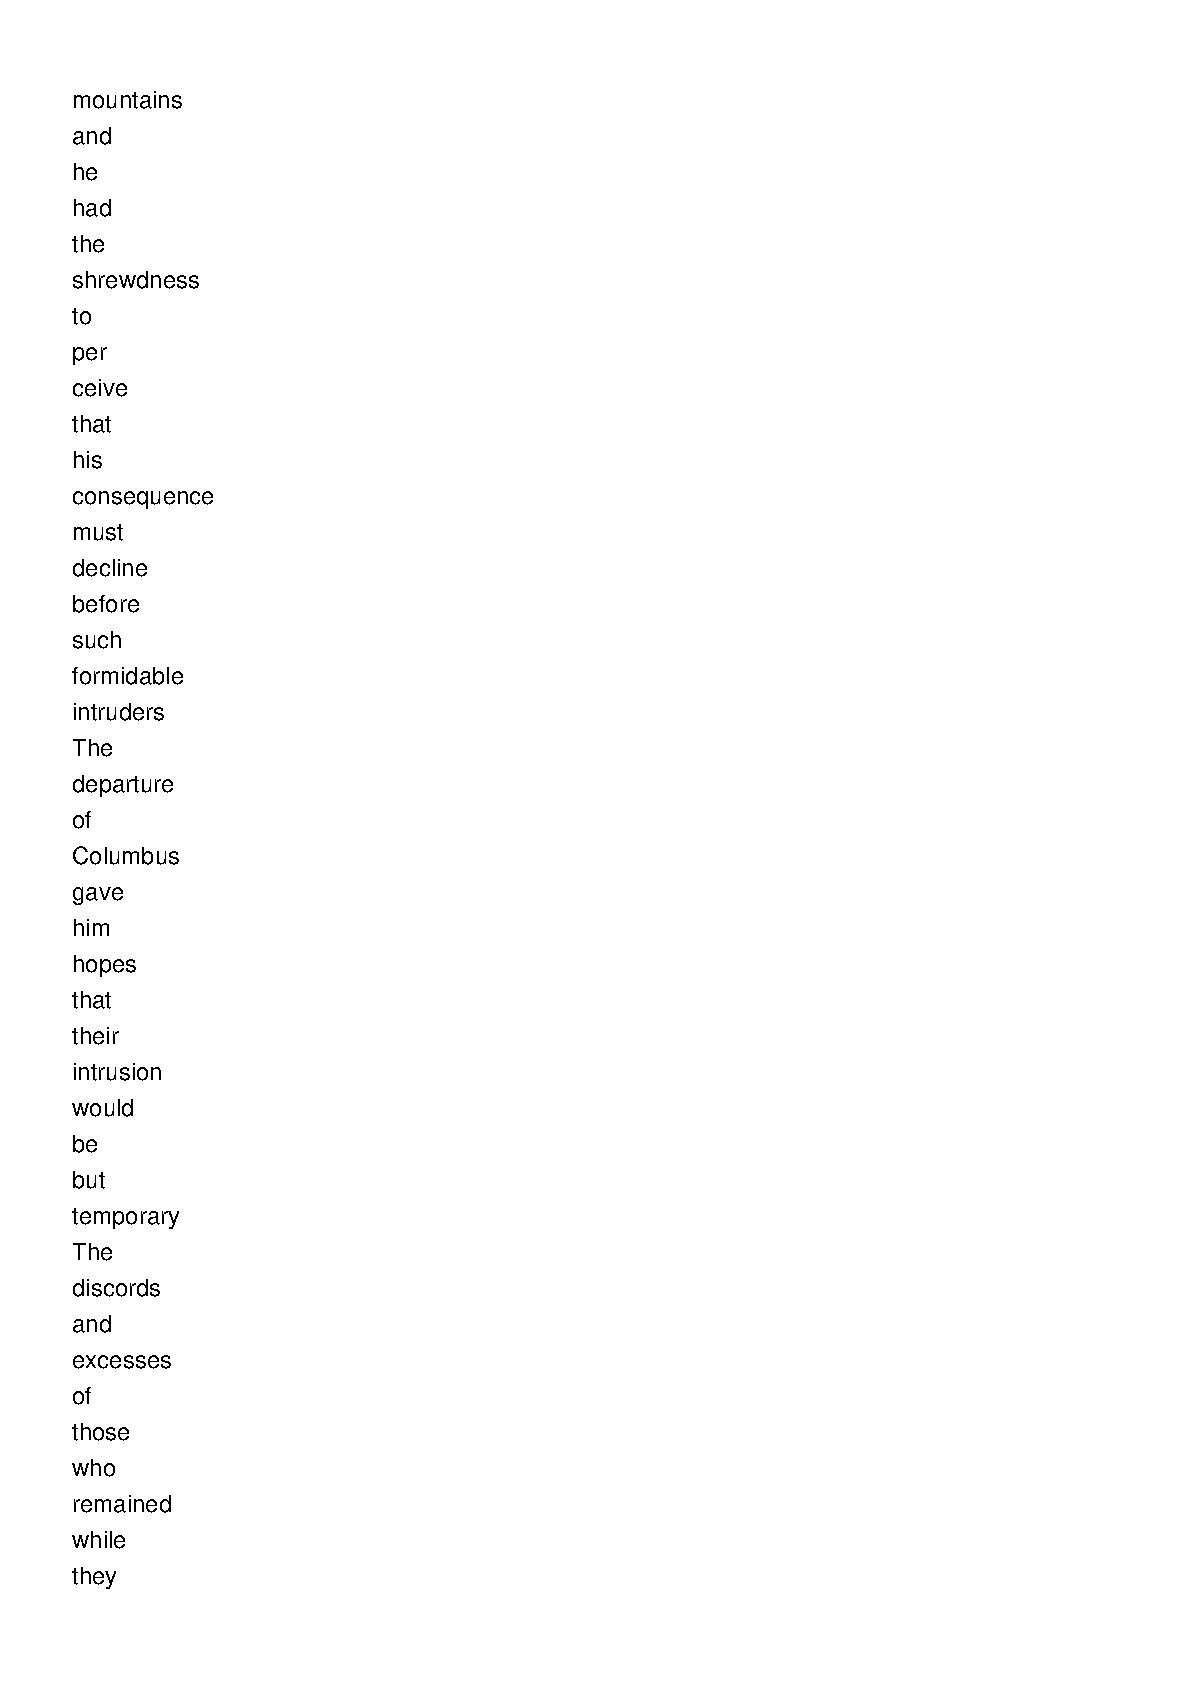 mountains
and
he
had
the
shrewdness
to
per
ceive
that
his
consequence
must
decline
before
such
formidable
intruders
The
departure
of
Columbus
gave
him
hopes
that
their
intrusion
would
be
but
temporary
The
discords
and
excesses
of
those
who
remained
while
they